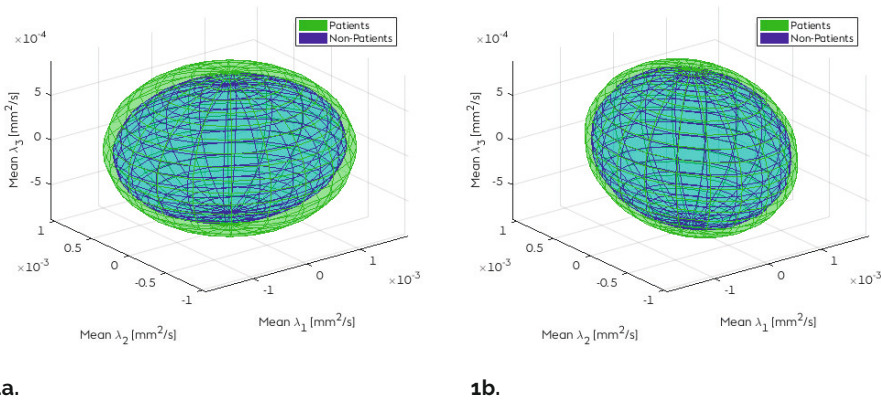 Patients
Non-Patients
×10-4
5
0
-5
Mean λ3 [mm2/s]
1
0.5
0
-0.5
-1
×10-3
Mean λ2 [mm2/s]
-1
0
1
×10-3
Mean λ1 [mm2/s]
a.
Patients
Non-Patients
×10-4
5
0
-5
Mean λ3 [mm2/s]
1
0.5
0
-0.5
-1
×10-3
Mean λ2 [mm2/s]
-1
0
1
×10-3
Mean λ1 [mm2/s]
1b.